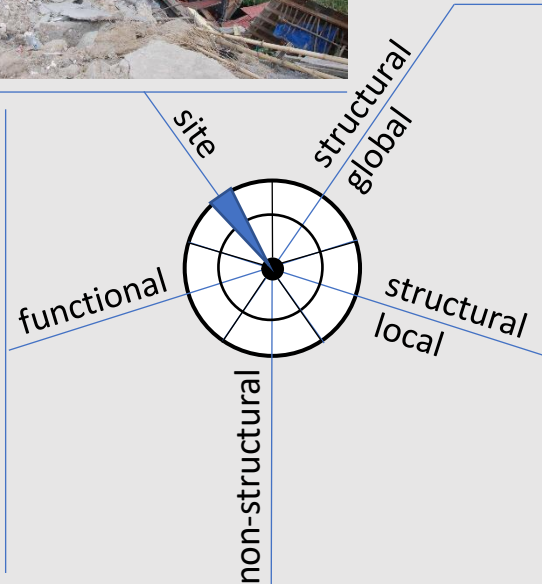 site
structural
global
structural
local
functional
non-structural